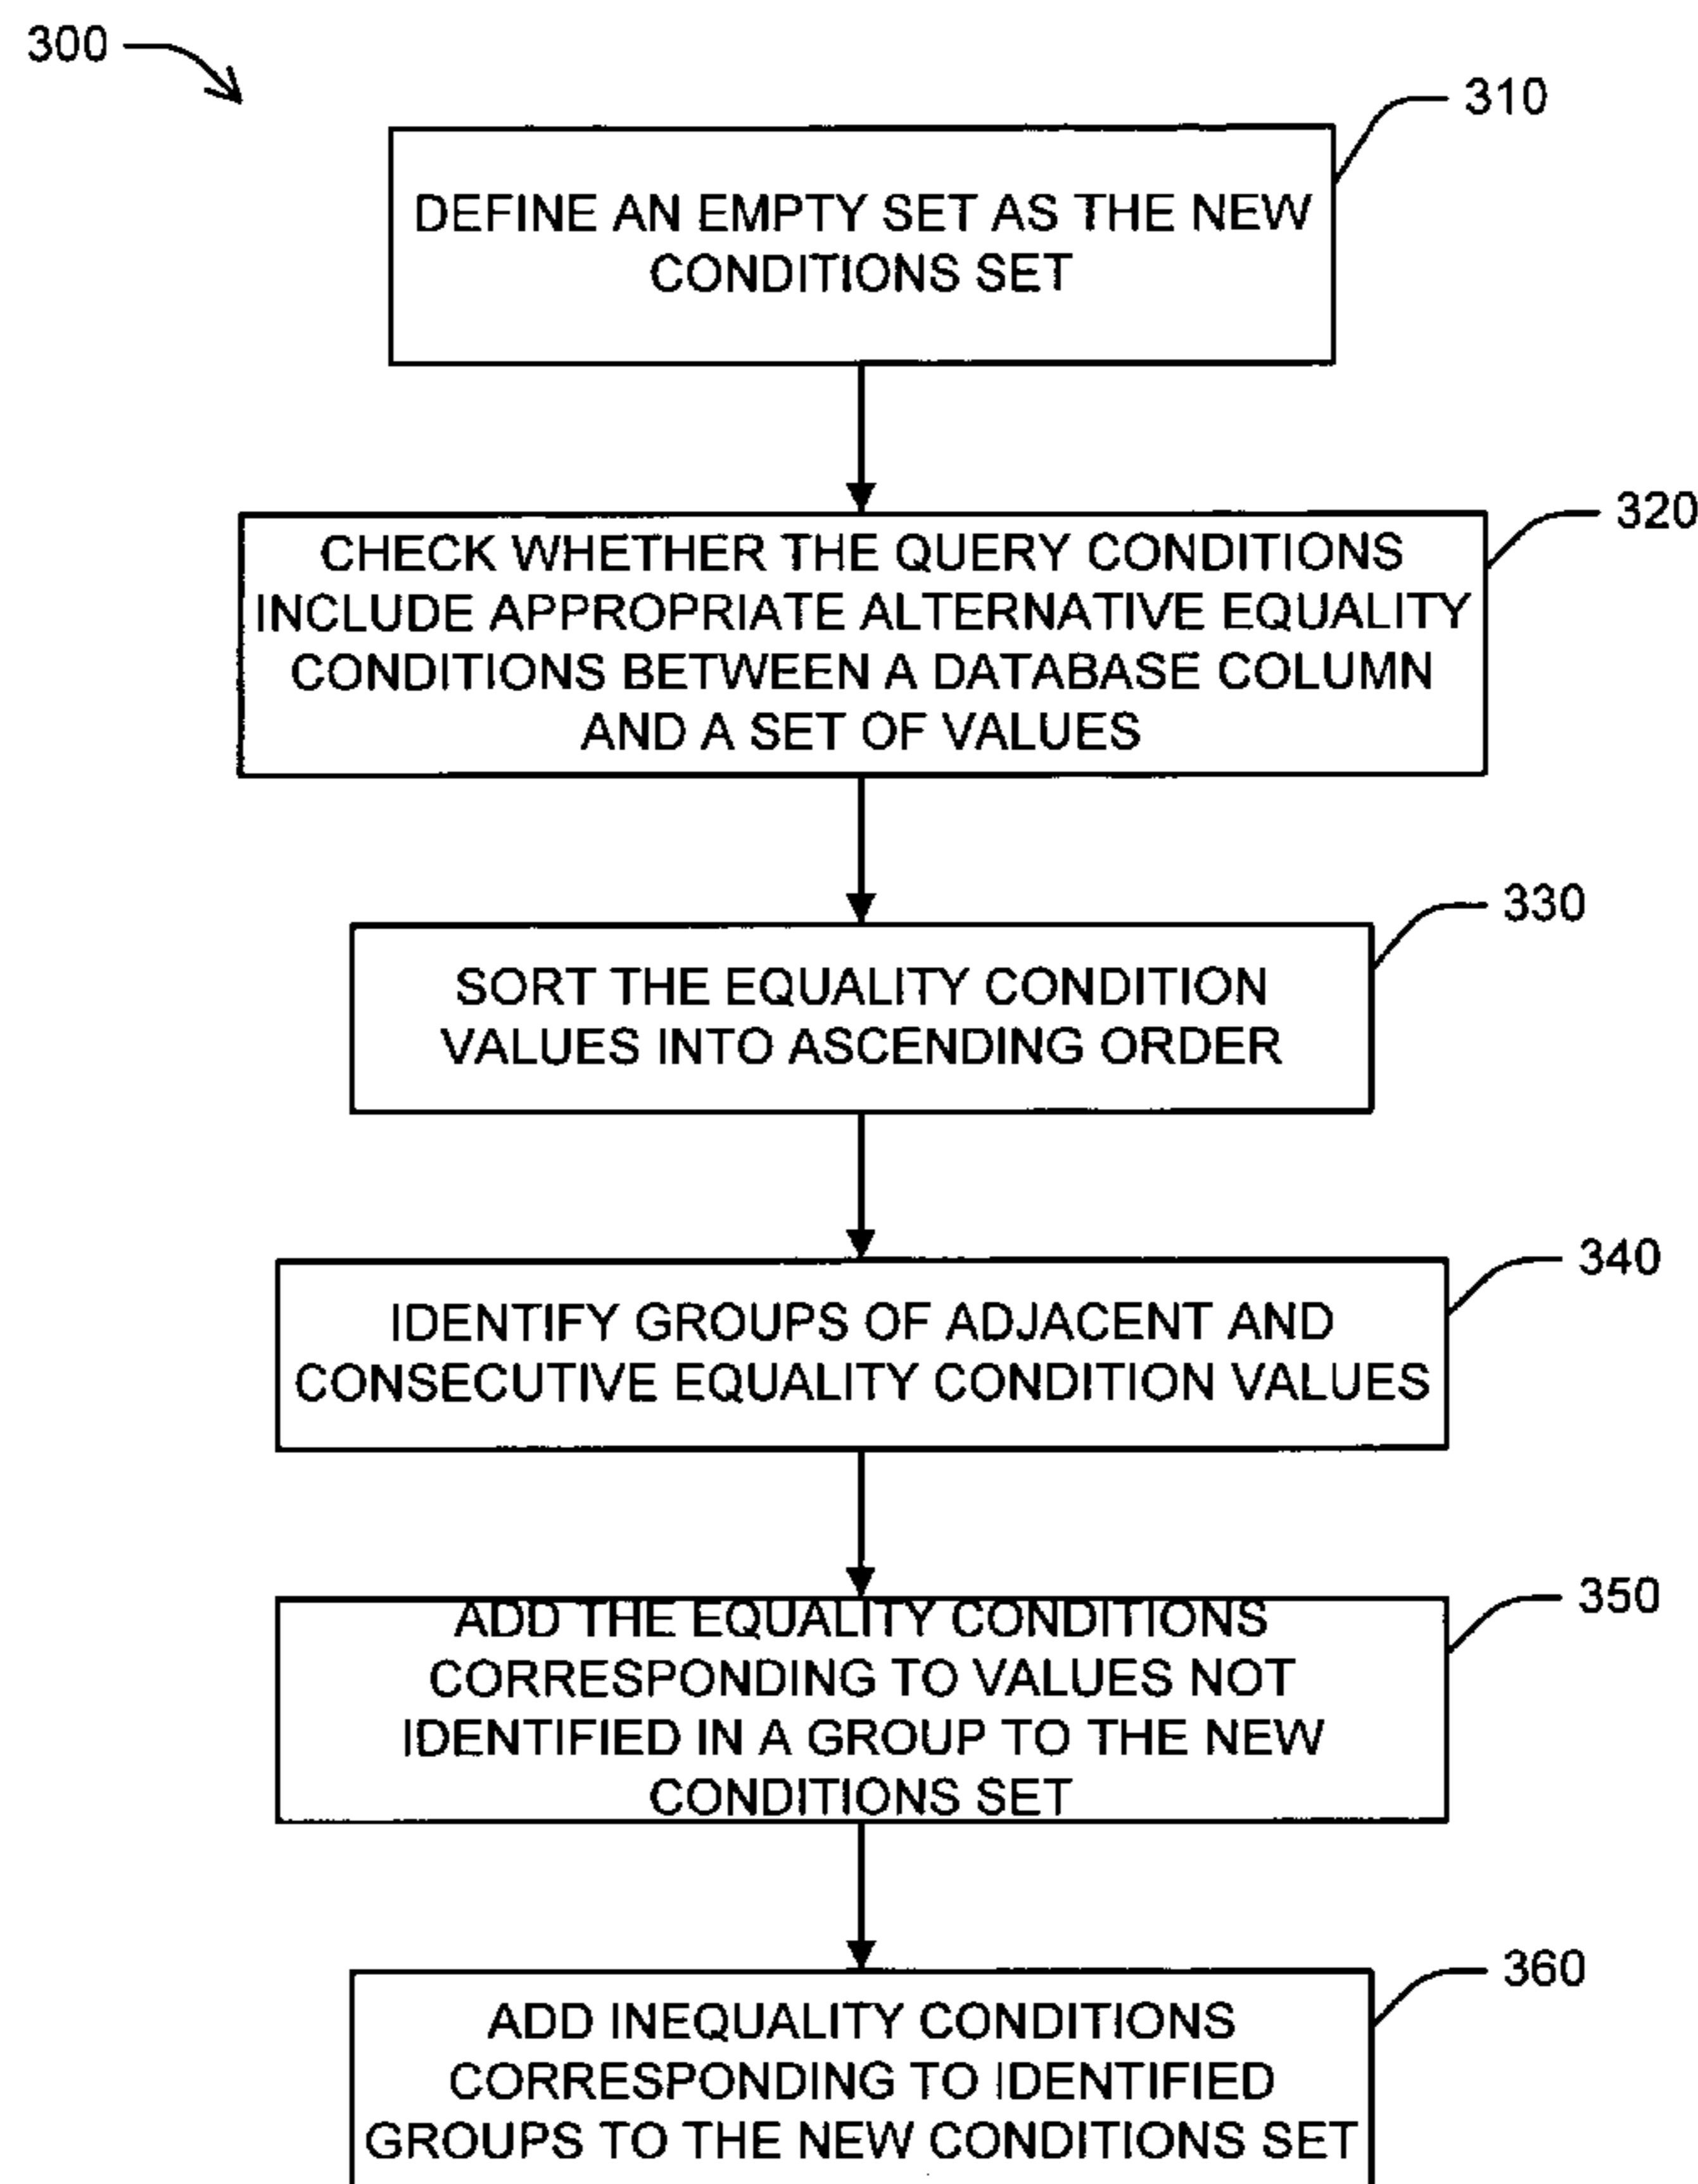 300
310
DEFINE AN EMPTY SET AS THE NEW
CONDITIONS SET
320
CHECK WHETHER THE QUERY CONDITIONS
INCLUDE APPROPRIATE ALTERNATIVE EQUALITY
CONDITIONS BETWEEN A DATABASE COLUMN
AND A SET OF VALUES
330
SORT THE EQUALITY CONDITION
VALUES INTO ASCENDING ORDER
340
IDENTIFY GROUPS OF ADJACENT AND
CONSECUTIVE EQUALITY CONDITION VALUES
350
ADD THE EQUALITY CONDITIONS
CORRESPONDING TO VALUES NOT
IDENTIFIED IN A GROUP TO THE NEW
CONDITIONS SET
360
ADD INEQUALITY CONDITIONS
CORRESPONDING TO IDENTIFIED
GROUPS TO THE NEW CONDITIONS SET